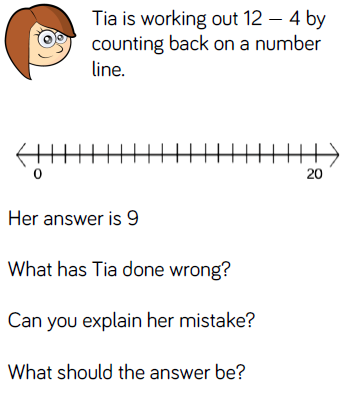 Tia is working out 12 – 4 by
counting back on a number
line.
0
20
Her answer is 9
What has Tia done wrong?
Can you explain her mistake?
What should the answer be?